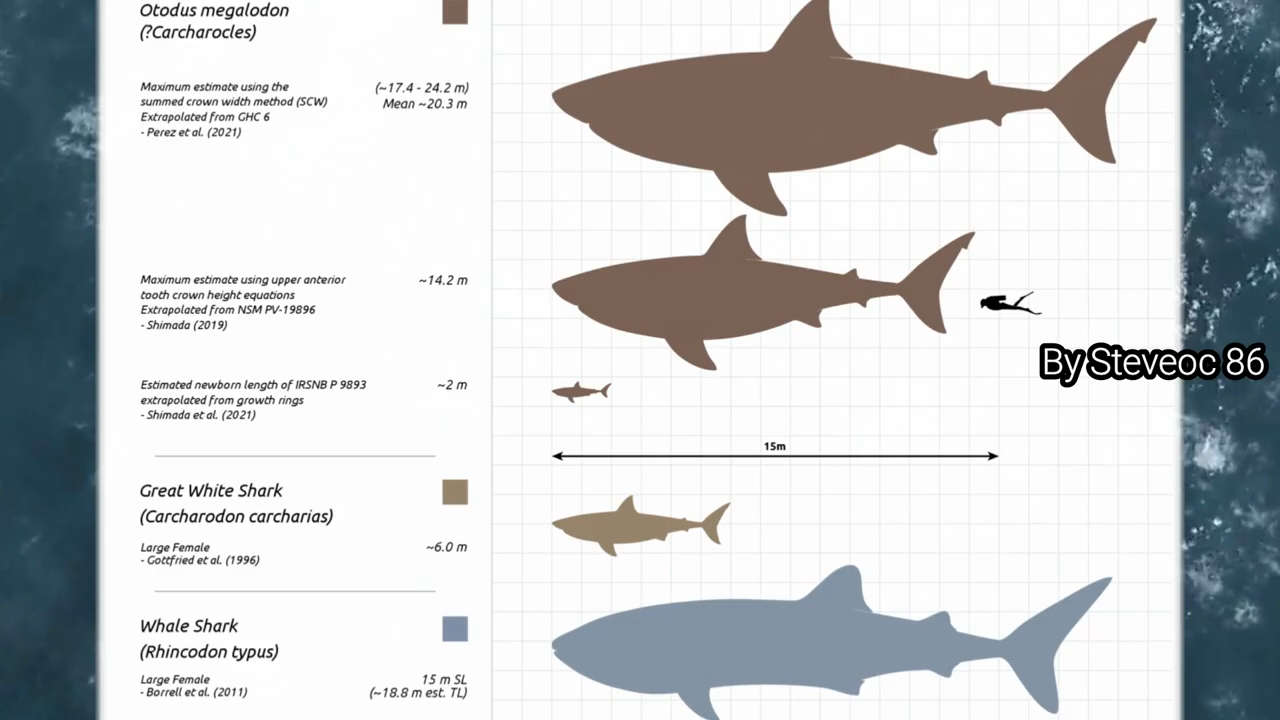 Otodus megalodon
(?Carcharocles)
Maximum estimate using the (~17.4 - 24.2 m)
summed crown width method (SCW) Mean ~20.3 m
Extrapolated from GHC 6
- Perez et al. (2021)
Maximum estimate using upper anterior ~14.2 m
tooth crown height equations
Extrapolated from NSM PV-19896
- Shimada (2019)
By Steveoc 86
Estimated newborn length of IRSNB P 9893 ~2 m
extrapolated from growth rings
- Shimada et al. (2021)
15m
Great White Shark
(Carcharodon carcharias)
Large Female ~6.0 m
- Gottfried et al. (1996)
Whale Shark
(Rhincodon typus)
Large Female 15 m SL
- Borrell et al. (2011) (~18.8 m est. TL)